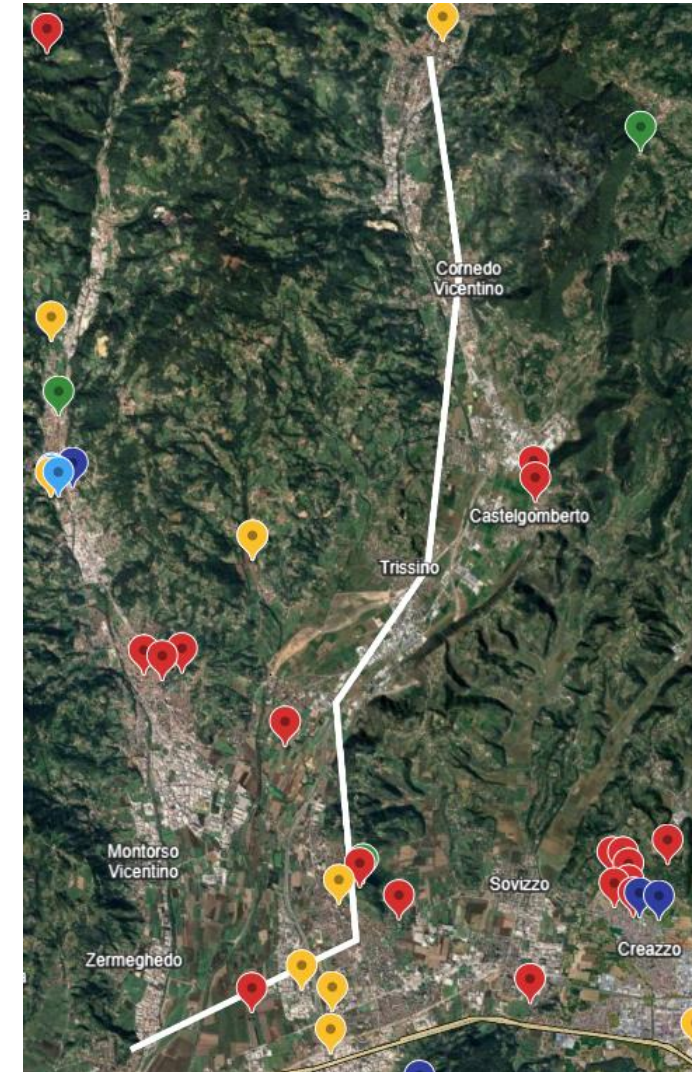 Cornedo
Vicentino
Castelgomberto
Trissino
Montorso
Vicentino
Sovizzo
Creazzo
Zermeghedo